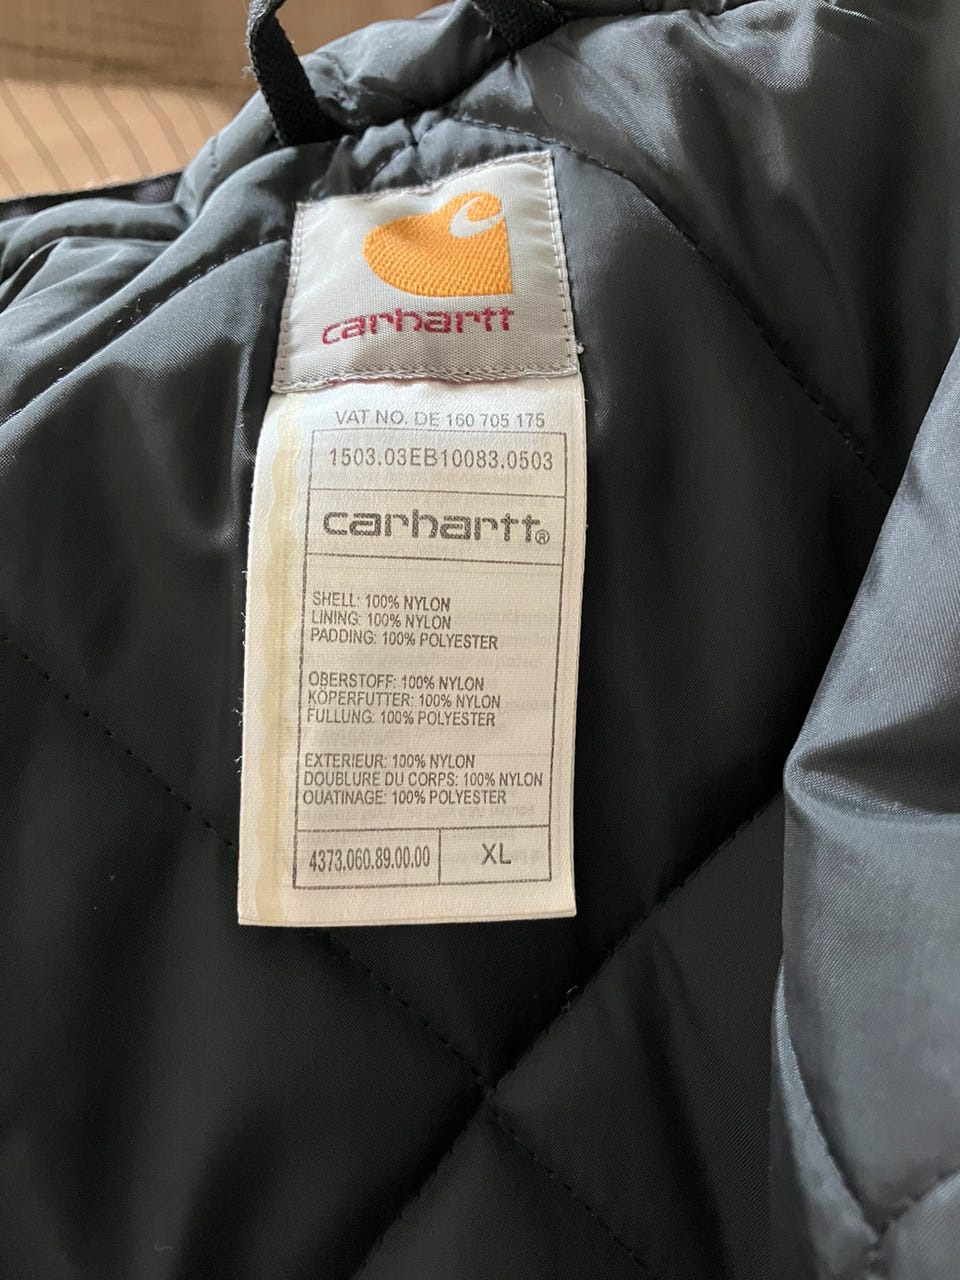 carhartt
VAT NO. DE 160 705 175
1503.03EB10083.0503
carhartt®
SHELL: 100% NYLON
LINING: 100% NYLON
PADDING: 100% POLYESTER
OBERSTOFF: 100% NYLON
KÖPERFUTTER: 100% NYLON
FULLUNG: 100% POLYESTER
EXTERIEUR: 100% NYLON
DOUBLURE DU CORPS: 100% NYLON
OUATINAGE: 100% POLYESTER
4373.060.89.00.00 XL